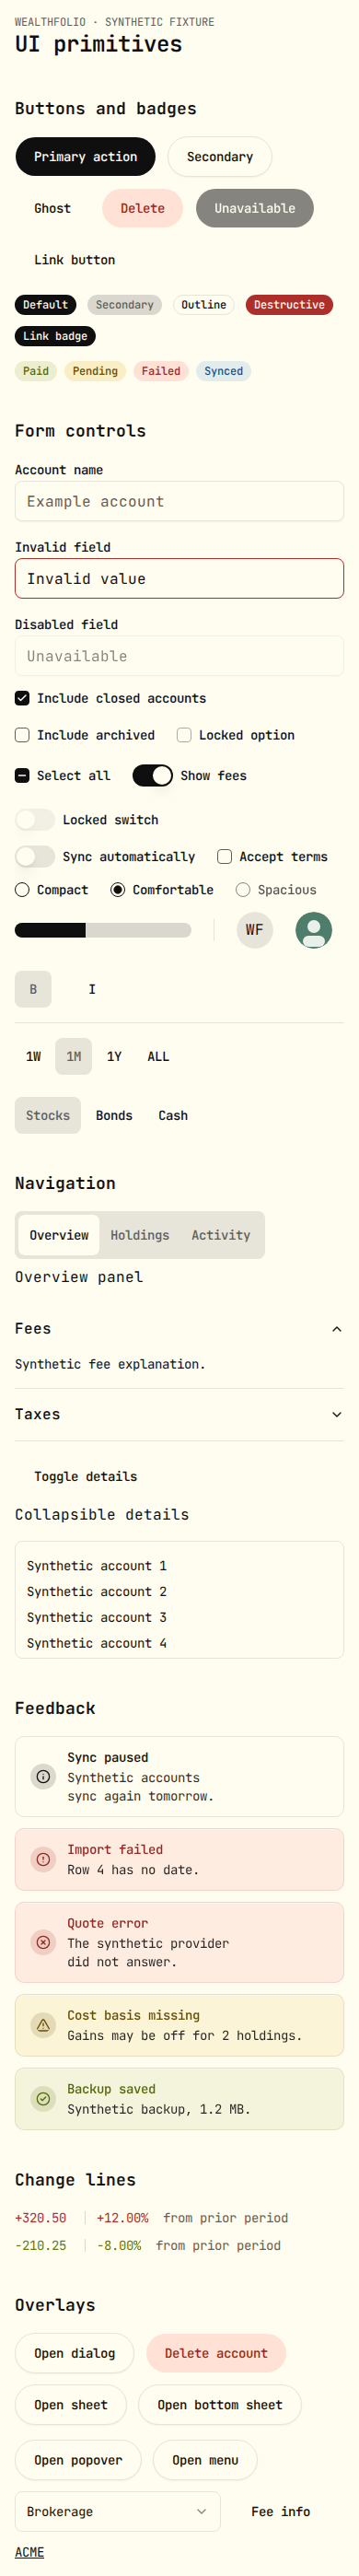 WEALTHFOLIO · SYNTHETIC FIXTURE
UI primitives
Buttons and badges
Primary action
Secondary
Ghost
Delete
Unavailable
Link button
Default
Secondary
Outline
Destructive
Link badge
Paid
Pending
Failed
Synced
Form controls
Account name
Example account
Invalid field
Invalid value
Disabled field
Unavailable
Include closed accounts
Include archived
Locked option
Select all
Show fees
Locked switch
Sync automatically
Accept terms
Compact
Comfortable
Spacious
WF
B
I
1W
1M
1Y
ALL
Stocks
Bonds
Cash
Navigation
Overview
Holdings
Activity
Overview panel
Fees
Synthetic fee explanation.
Taxes
Toggle details
Collapsible details
Synthetic account 1
Synthetic account 2
Synthetic account 3
Synthetic account 4
Feedback
Sync paused
Synthetic accounts
sync again tomorrow.
Import failed
Row 4 has no date.
Quote error
The synthetic provider
did not answer.
Cost basis missing
Gains may be off for 2 holdings.
Backup saved
Synthetic backup, 1.2 MB.
Change lines
+320.50
+12.00%
from prior period
-210.25
-8.00%
from prior period
Overlays
Open dialog
Delete account
Open sheet
Open bottom sheet
Open popover
Open menu
Brokerage
Fee info
ACME